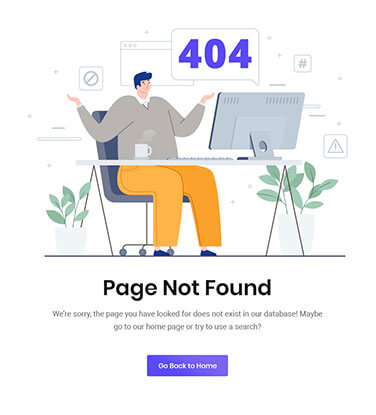 404
#
Page Not Found
We're sorry, the page you have looked for does not exist in our database! Maybe
go to our home page or try to use a search?
Go Back to Home